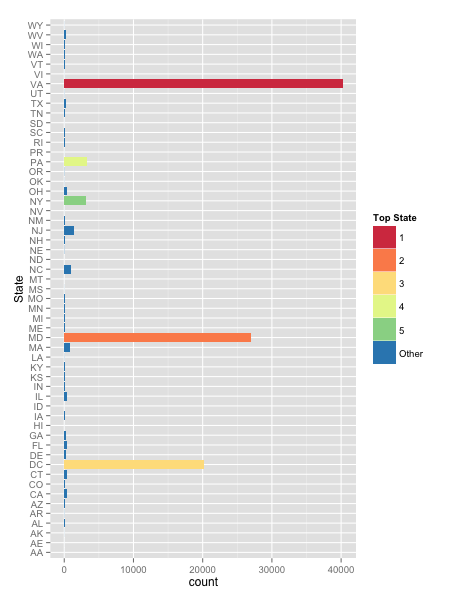 WY
WV
WI
WA
VT
VI
VA
UT
TX
TN
SD
SC
RI
PR
PA
OR
OK
OH
NY
NV
NM
NJ
NH
NE
ND
NC
MT
MS
MO
MN
MI
ME
MD
MA
LA
KY
KS
IN
IL
ID
IA
HI
GA
FL
DE
DC
CT
CO
CA
AZ
AR
AL
AK
AE
AA
State
0 10000 20000 30000 40000
count
Top State
1
2
3
4
5
Other